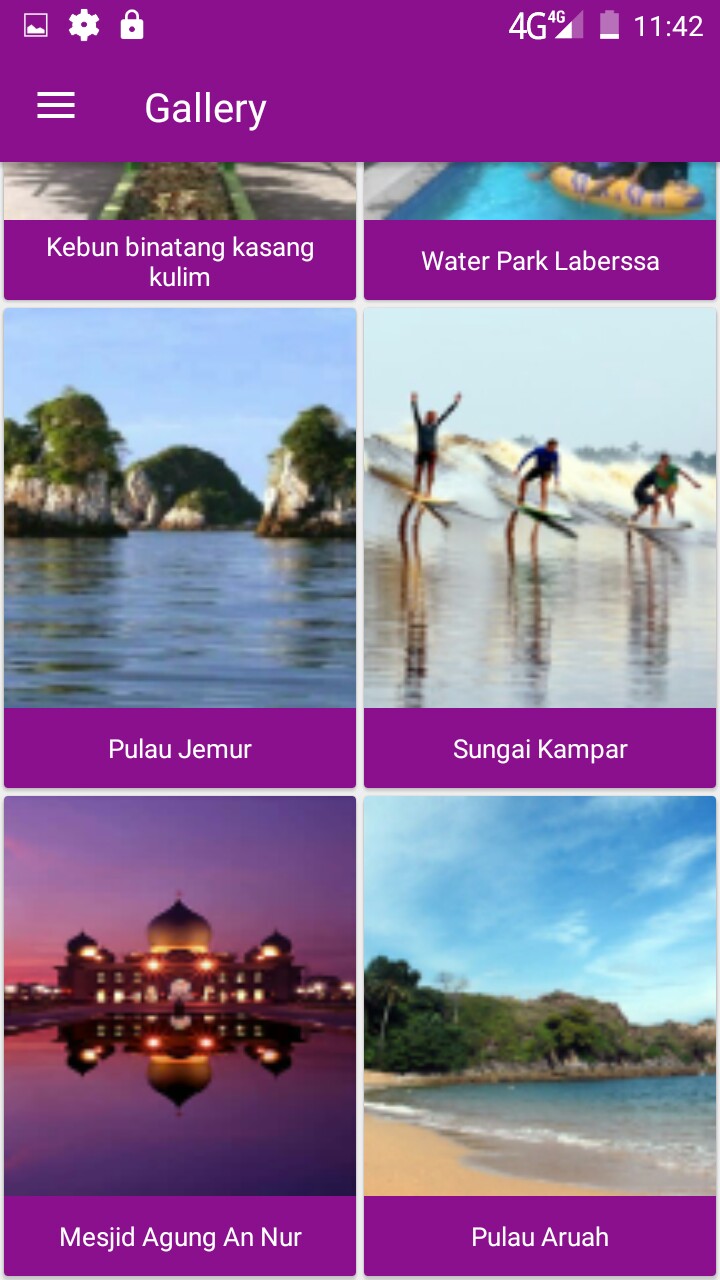 4G 4G 11:42
Gallery
Kebun binatang kasang
kulim
Water Park Laberssa
Pulau Jemur
Sungai Kampar
Mesjid Agung An Nur
Pulau Aruah